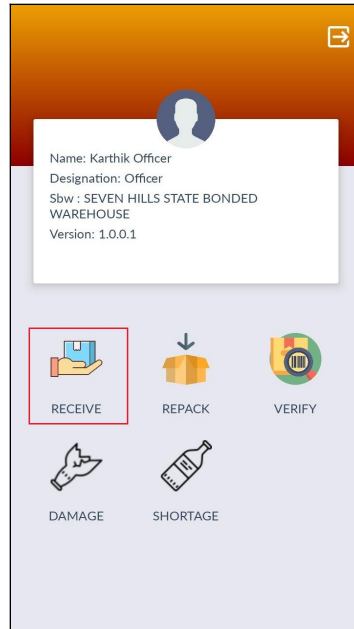 Name: Karthik Officer
Designation: Officer
Sbw : SEVEN HILLS STATE BONDED
WAREHOUSE
Version: 1.0.0.1
RECEIVE
REPACK
VERIFY
DAMAGE
SHORTAGE